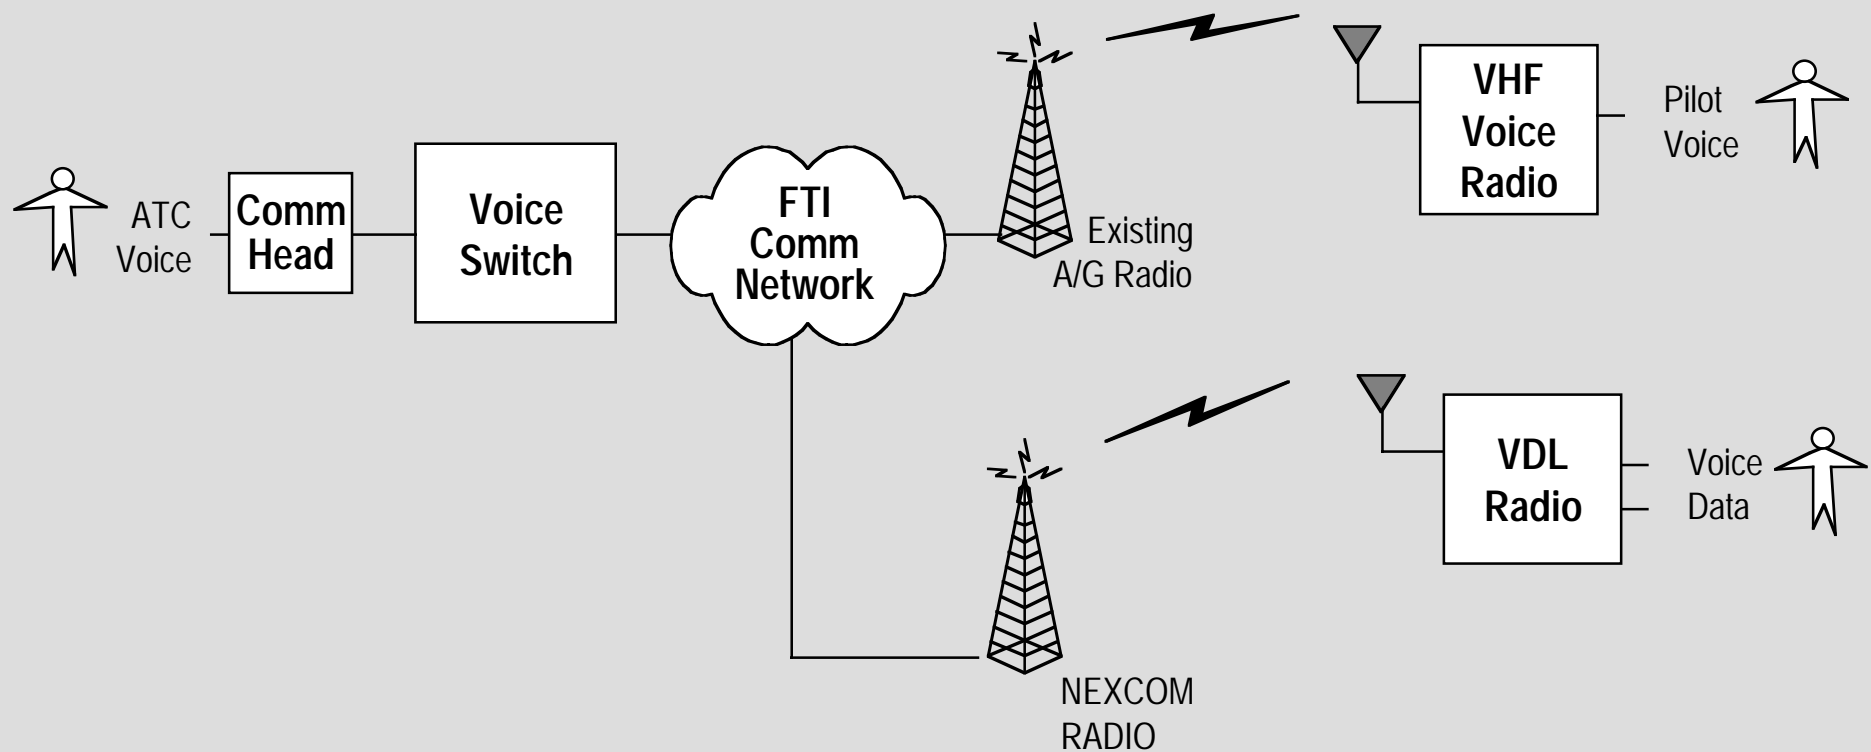 ATC
Voice
Comm
Head
Voice
Switch
FTI
Comm
Network
Existing
A/G Radio
VHF
Voice
Radio
Pilot
Voice
NEXCOM
RADIO
VDL
Radio
Voice
Data